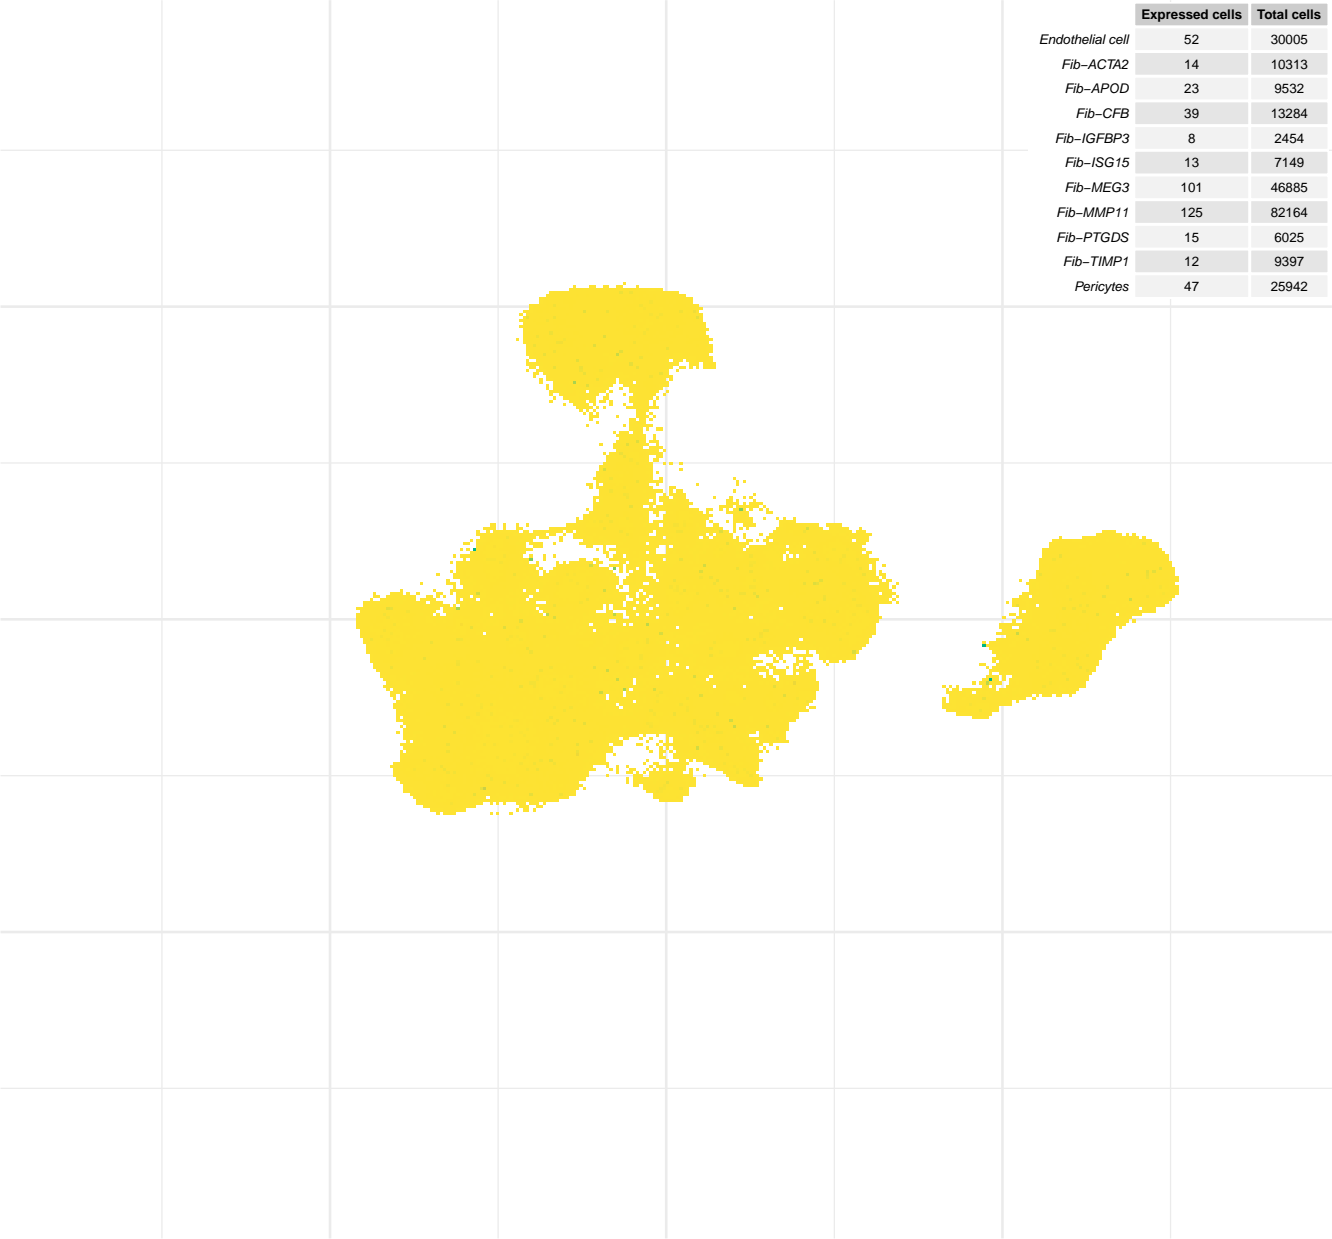 Expressed cells Total cells
Endothelial cell 52 30005
Fib−ACTA2 14 10313
Fib−APOD 23 9532
Fib−CFB 39 13284
Fib−IGFBP3 8 2454
Fib−ISG15 13 7149
Fib−MEG3 101 46885
Fib−MMP11 125 82164
Fib−PTGDS 15 6025
Fib−TIMP1 12 9397
Pericytes 47 25942